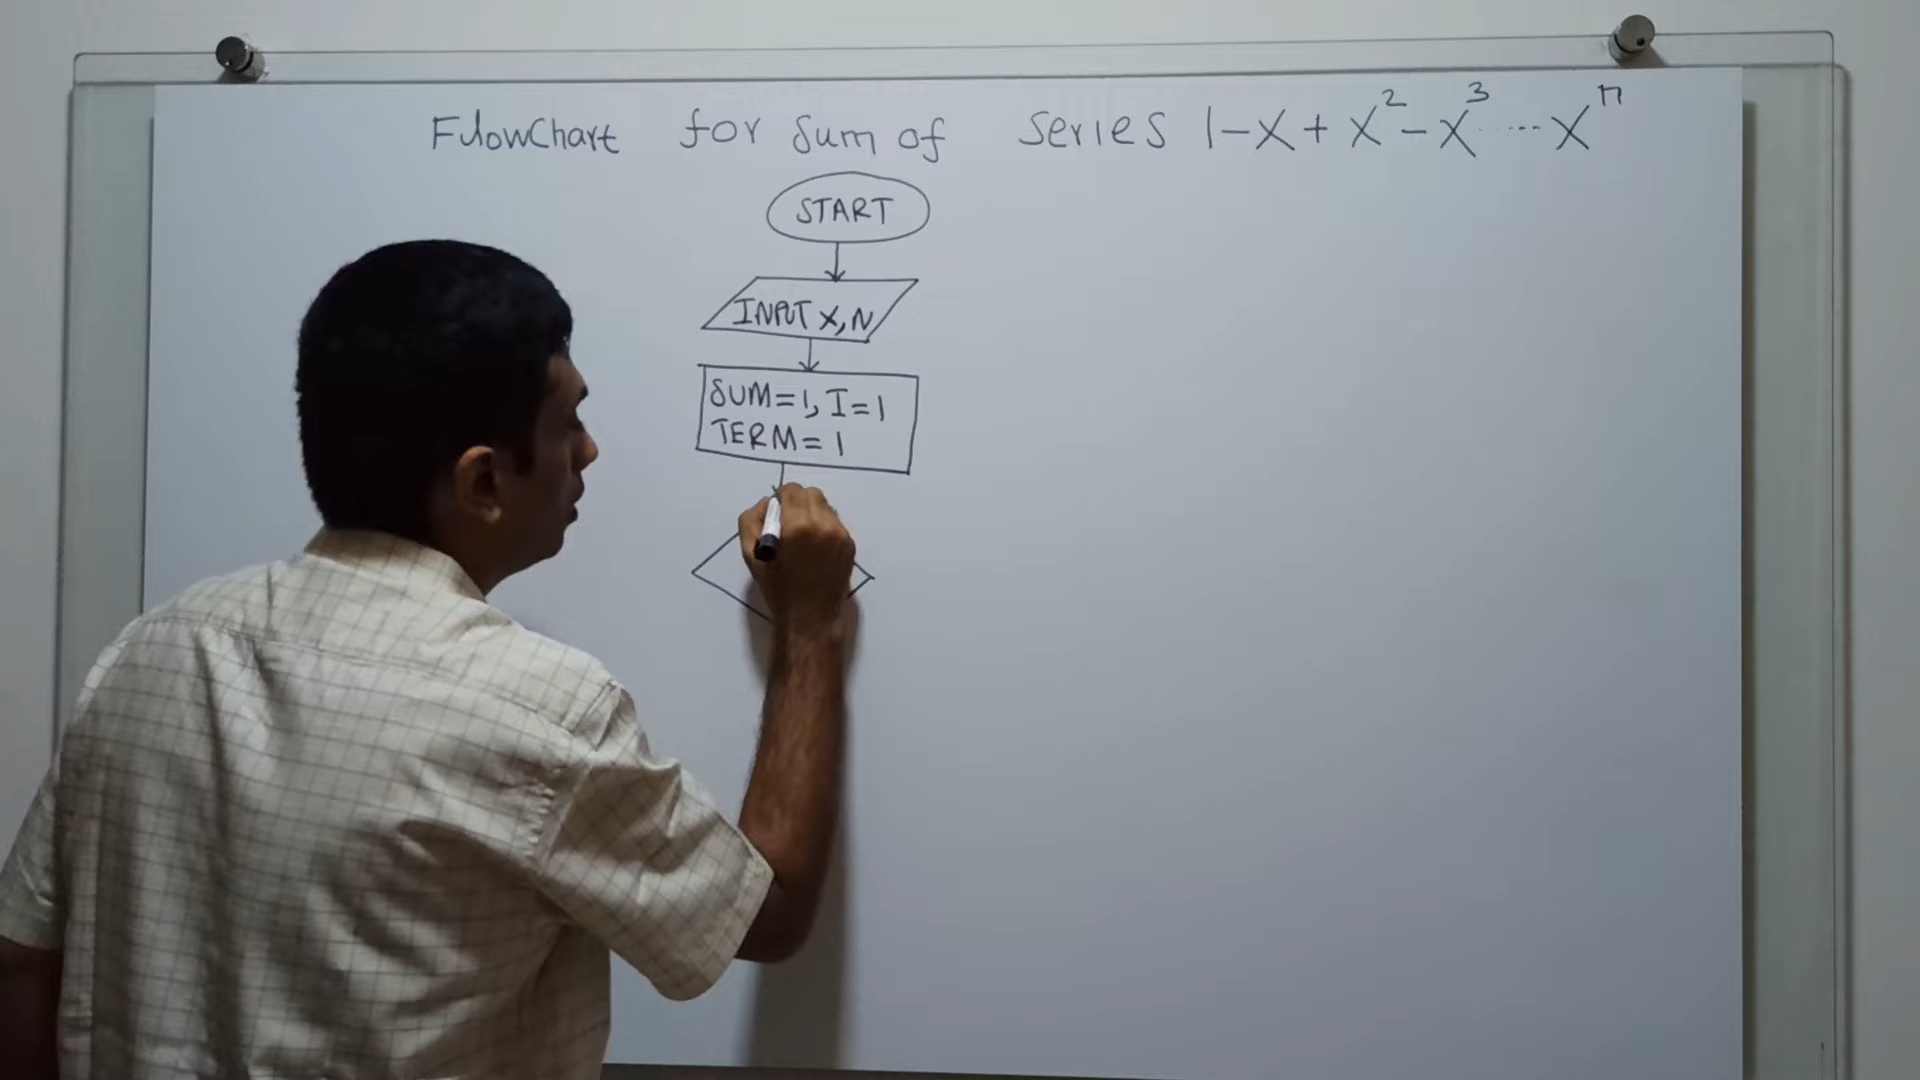 FlowChart for Sum of Series 1-X+X²-X³.....Xⁿ
START
INPUT X,N
SUM=1, I=1
TERM=1